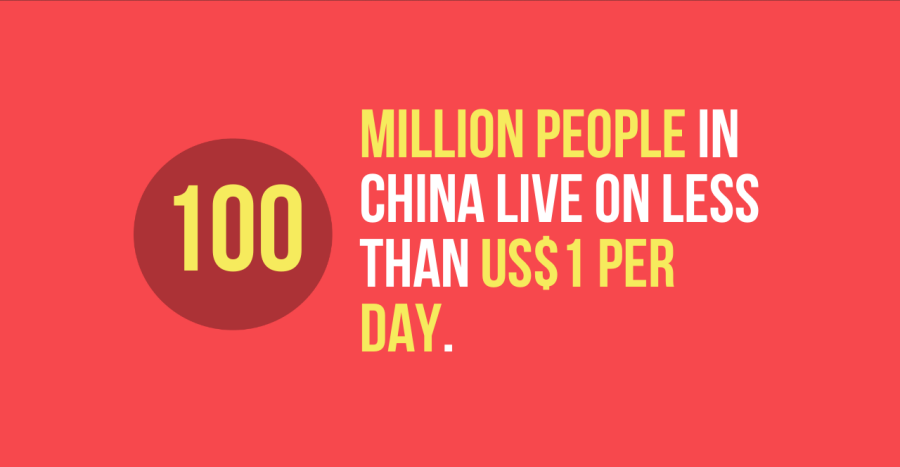 100
MILLION PEOPLE IN
CHINA LIVE ON LESS
THAN US$1 PER
DAY.